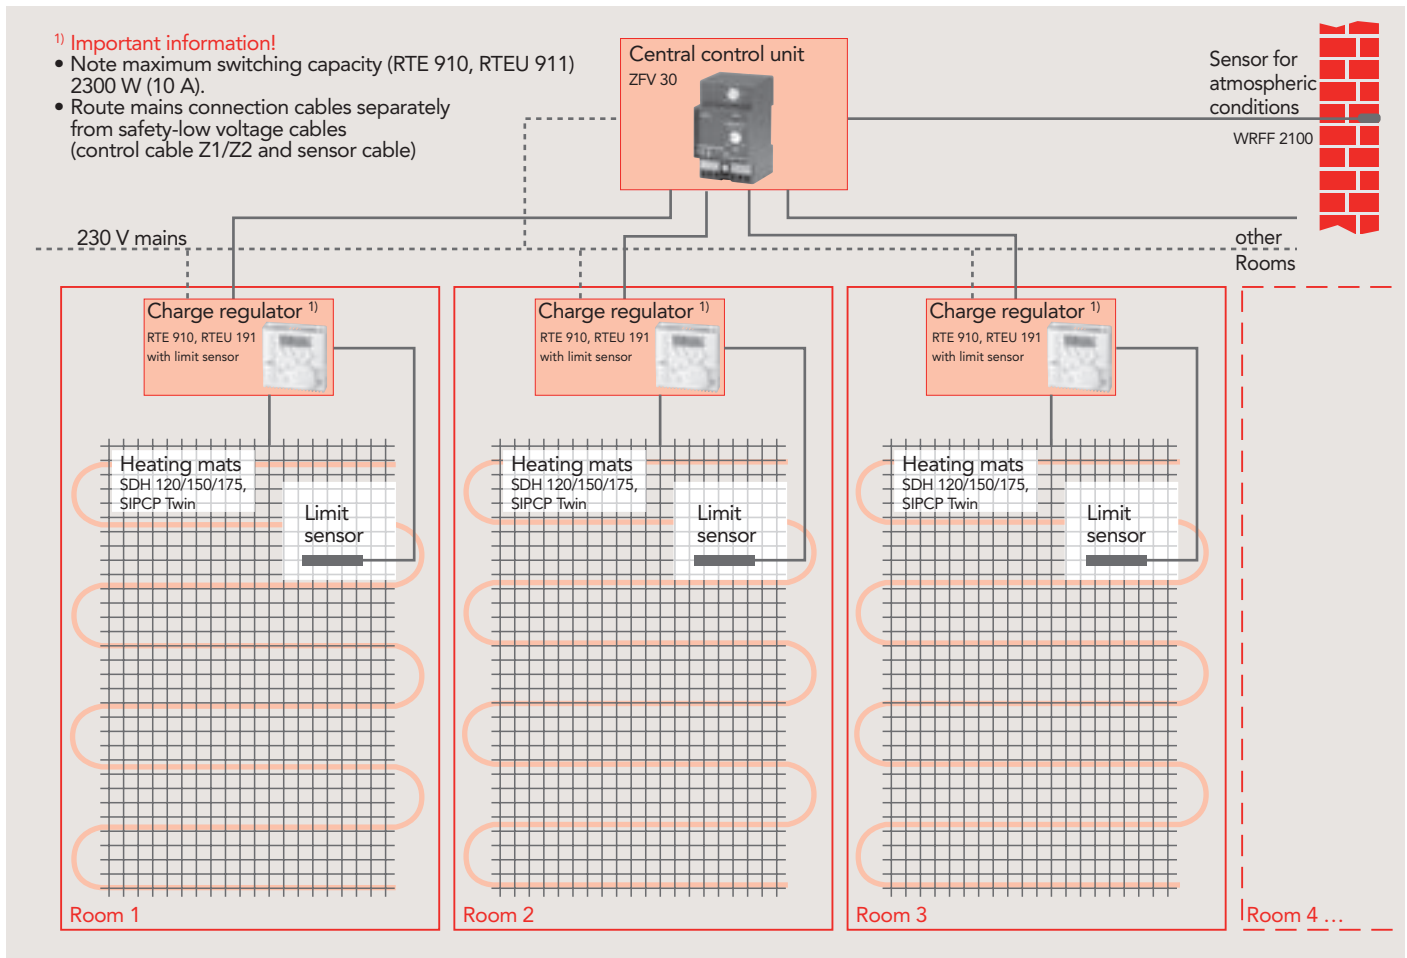 1) Important information!
• Note maximum switching capacity (RTE 910, RTEU 911)
2300 W (10 A).
• Route mains connection cables separately
from safety-low voltage cables
(control cable Z1/Z2 and sensor cable)
Central control unit
ZFV 30
Sensor for
atmospheric
conditions
WRFF 2100
230 V mains
other
Rooms
Charge regulator 1)
RTE 910, RTEU 191
with limit sensor
Heating mats
SDH 120/150/175,
SIPCP Twin
Limit
sensor
Room 1
Charge regulator 1)
RTE 910, RTEU 191
with limit sensor
Heating mats
SDH 120/150/175,
SIPCP Twin
Limit
sensor
Room 2
Charge regulator 1)
RTE 910, RTEU 191
with limit sensor
Heating mats
SDH 120/150/175,
SIPCP Twin
Limit
sensor
Room 3
Room 4 ...